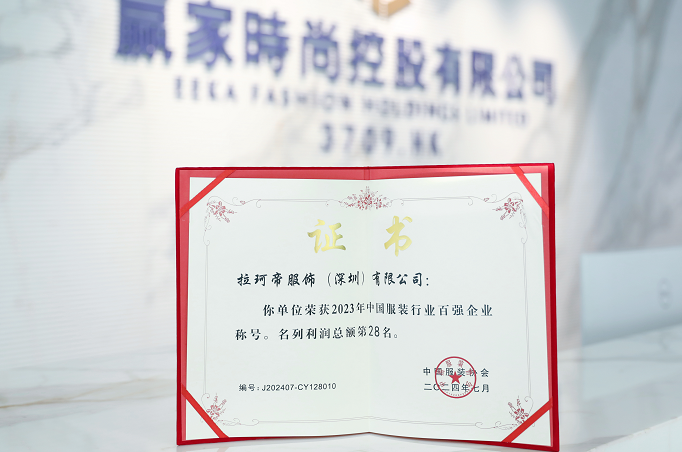 赢家時尚控股有限公司
EEKA FASHION HOLDINGS LIMITED
3709.HK
证书
拉珂帝服饰（深圳）有限公司：
你单位荣获2023年中国服装行业百强企业
称号。名列利润总额第28名。
中国服装协会
编号：J202407-CY128010
二〇二四年七月